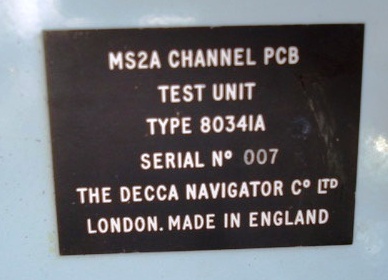 MS2A CHANNEL PCB
TEST UNIT
TYPE 80341A
SERIAL Nº 007
THE DECCA NAVIGATOR Cº LTD
LONDON. MADE IN ENGLAND